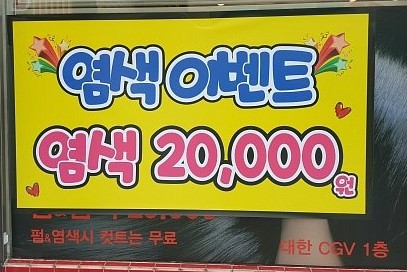 염색 이벤트
염색 20,000원
펌&염색시 컷트는 무료
대한 CGV 1층